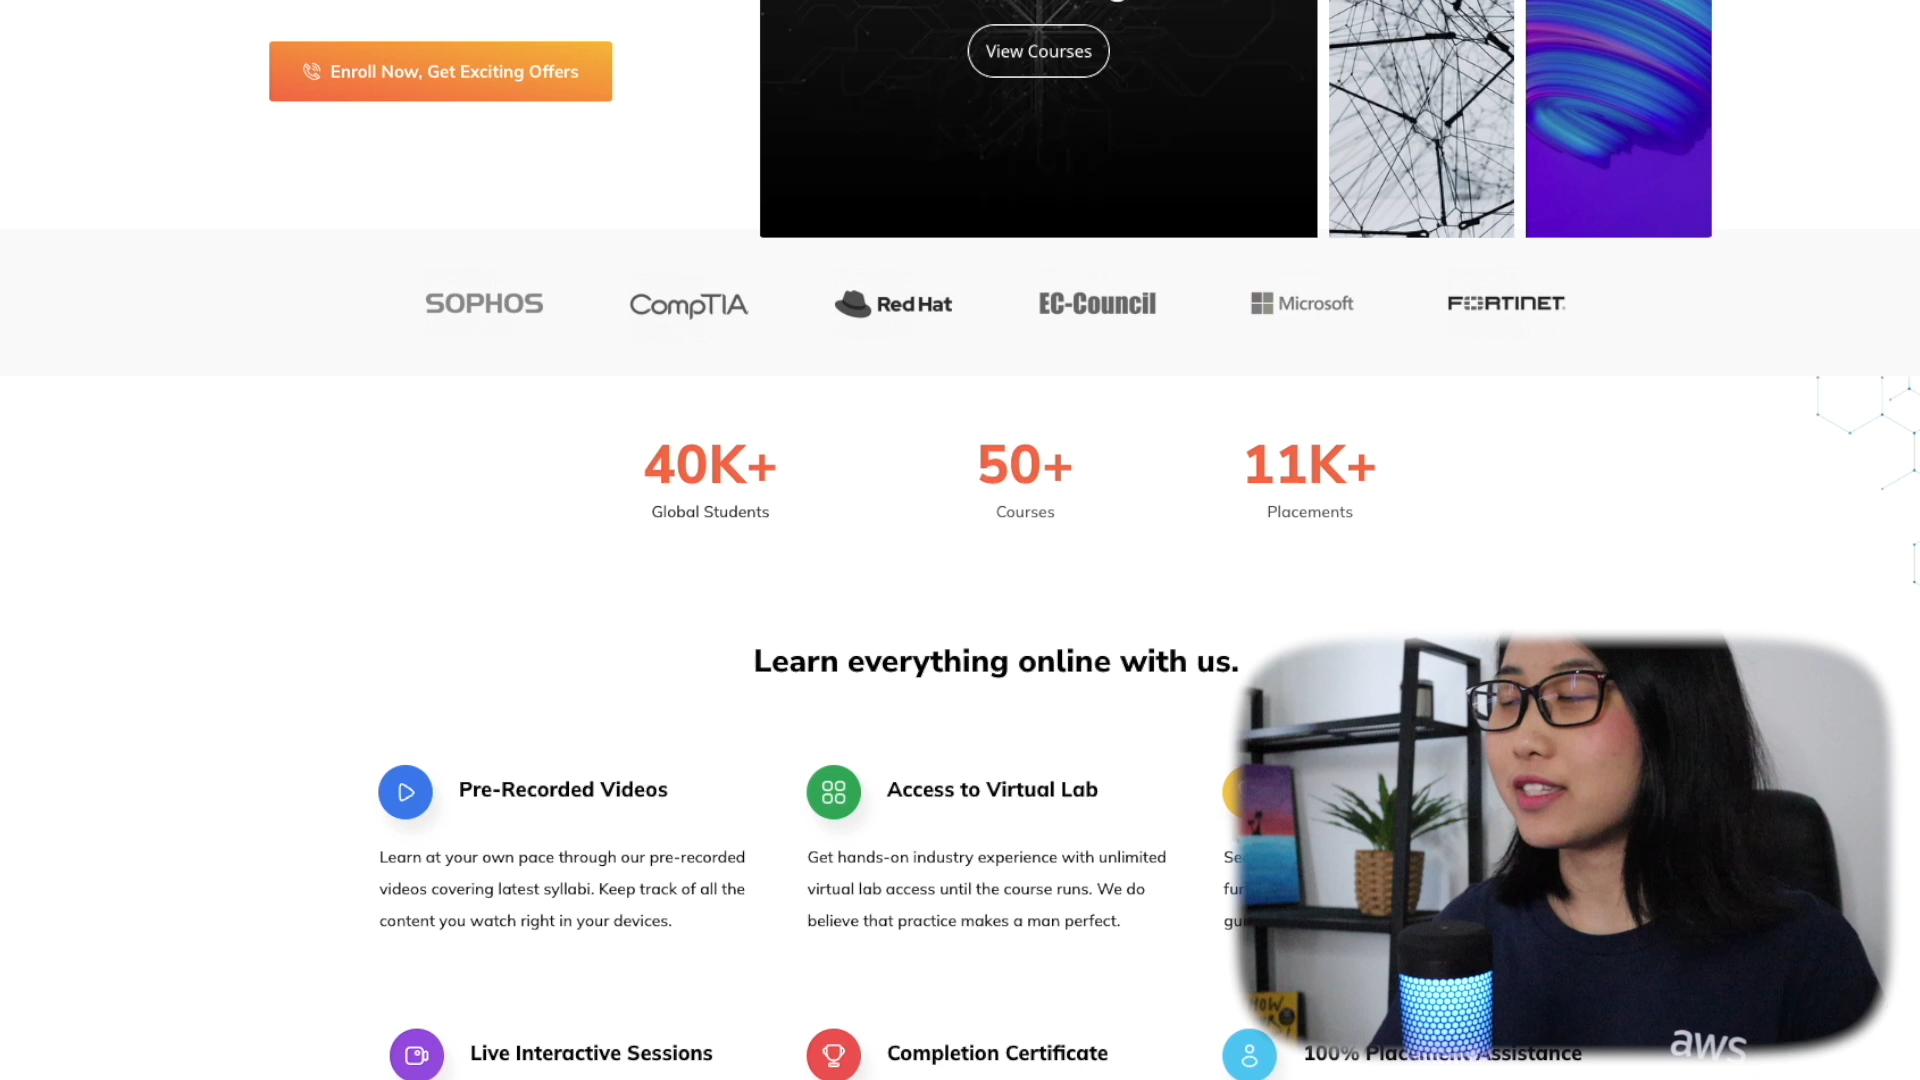 View Courses
Enroll Now, Get Exciting Offers
SOPHOS
CompTIA
Red Hat
EC-Council
Microsoft
FORTINET
40K+
50+
11K+
Global Students
Courses
Placements
Learn everything online with us.
Pre-Recorded Videos
Learn at your own pace through our pre-recorded
videos covering latest syllabi. Keep track of all the
content you watch right in your devices.
Access to Virtual Lab
Get hands-on industry experience with unlimited
virtual lab access until the course runs. We do
believe that practice makes a man perfect.
Live Interactive Sessions
Completion Certificate
100% Placement Assistance
HOW
aws